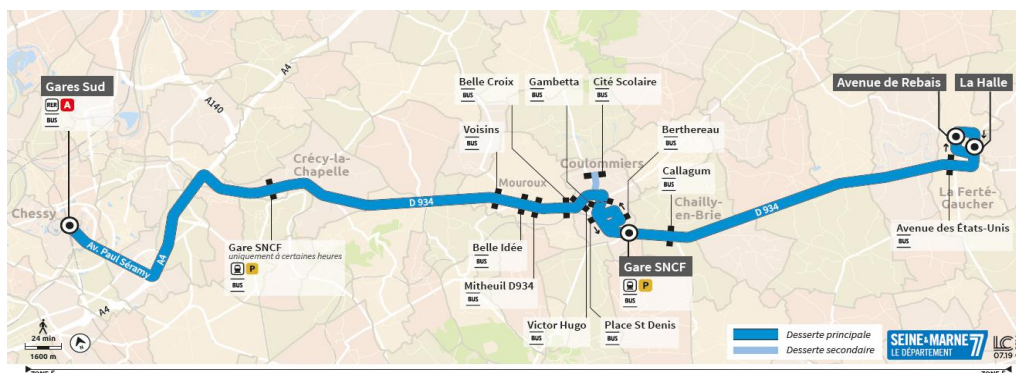 Gares Sud
RER A
BUS
Chessy
Av. Paul Séramy
A4
A4
A140
A4
Crécy-la-
Chapelle
Gare SNCF
uniquement à certaines heures
P
BUS
D 934
Voisins
BUS
Mouroux
Belle Croix
BUS
Gambetta
BUS
Cité Scolaire
BUS
Coulommiers
Berthereau
BUS
Callagum
BUS
Chailly-
en-Brie
Belle Idée
BUS
Mitheuil D934
BUS
Victor Hugo
BUS
Place St Denis
BUS
Gare SNCF
P
BUS
D 934
Avenue de Rebais
BUS
La Halle
BUS
La Ferté-
Gaucher
Avenue des États-Unis
BUS
24 min
1600 m
N
Desserte principale
Desserte secondaire
SEINE&MARNE 77
LE DÉPARTEMENT
LC
07.19